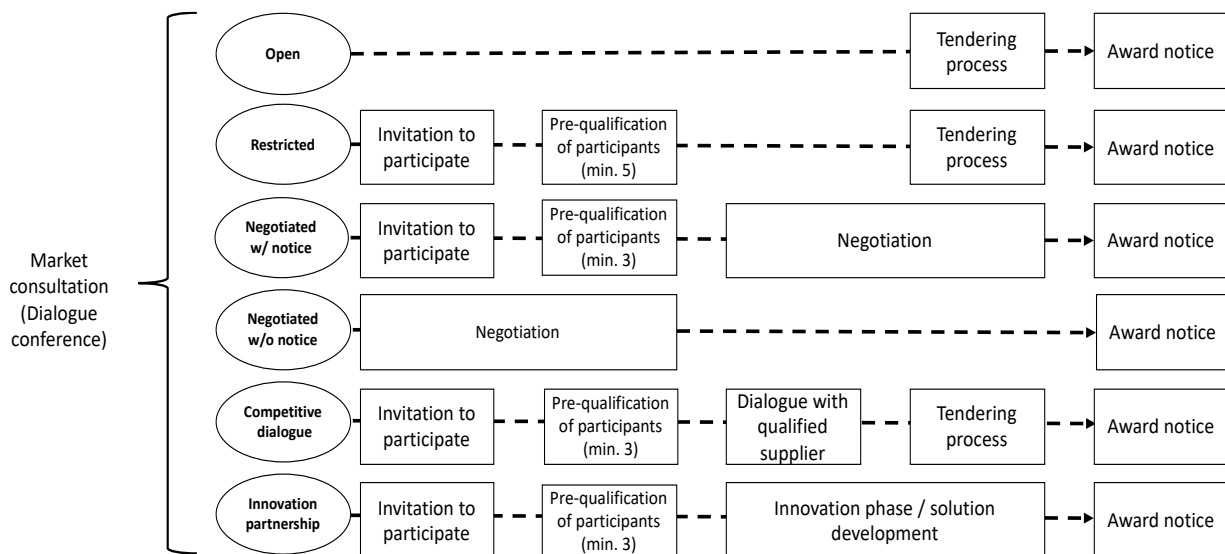 Market
consultation
(Dialogue
conference)
Open
Tendering
process
Award notice
Restricted
Invitation to
participate
Pre-qualification
of participants
(min. 5)
Tendering
process
Award notice
Negotiated
w/ notice
Invitation to
participate
Pre-qualification
of participants
(min. 3)
Negotiation
Award notice
Negotiated
w/o notice
Negotiation
Award notice
Competitive
dialogue
Invitation to
participate
Pre-qualification
of participants
(min. 3)
Dialogue with
qualified
supplier
Tendering
process
Award notice
Innovation
partnership
Invitation to
participate
Pre-qualification
of participants
(min. 3)
Innovation phase / solution
development
Award notice